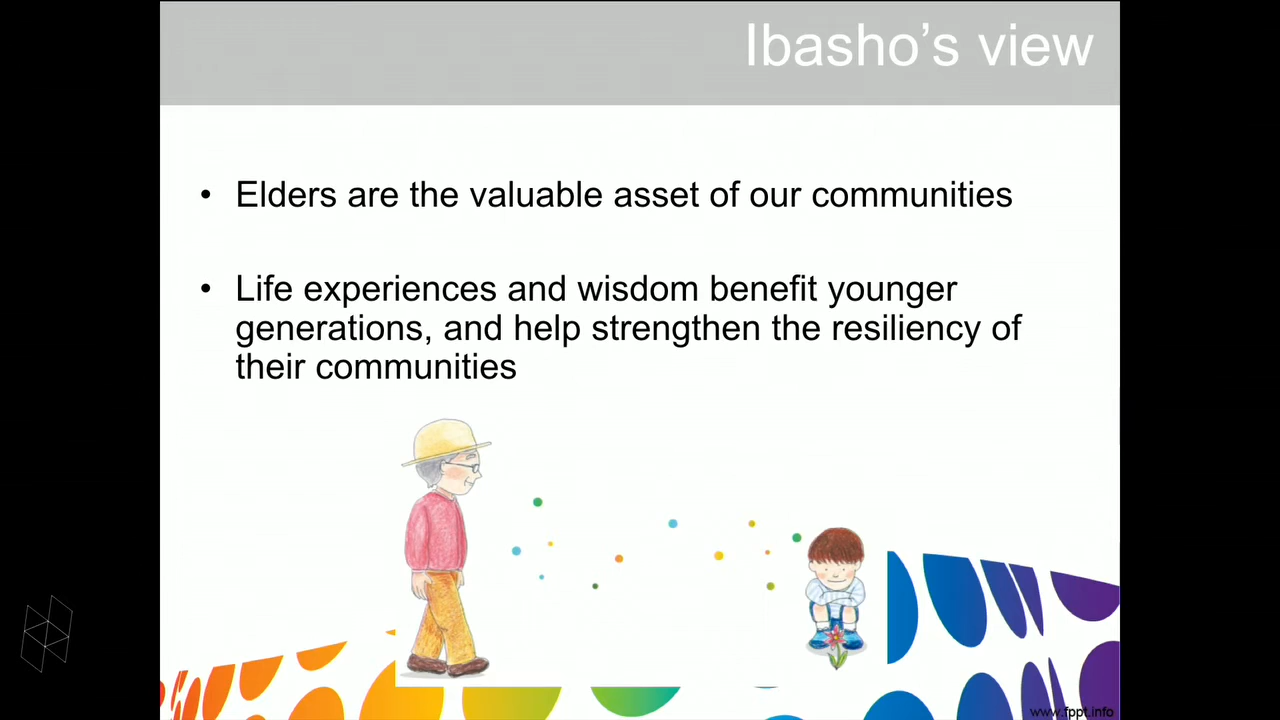 Ibasho’s view
• Elders are the valuable asset of our communities
• Life experiences and wisdom benefit younger
generations, and help strengthen the resiliency of
their communities
www.fppt.info